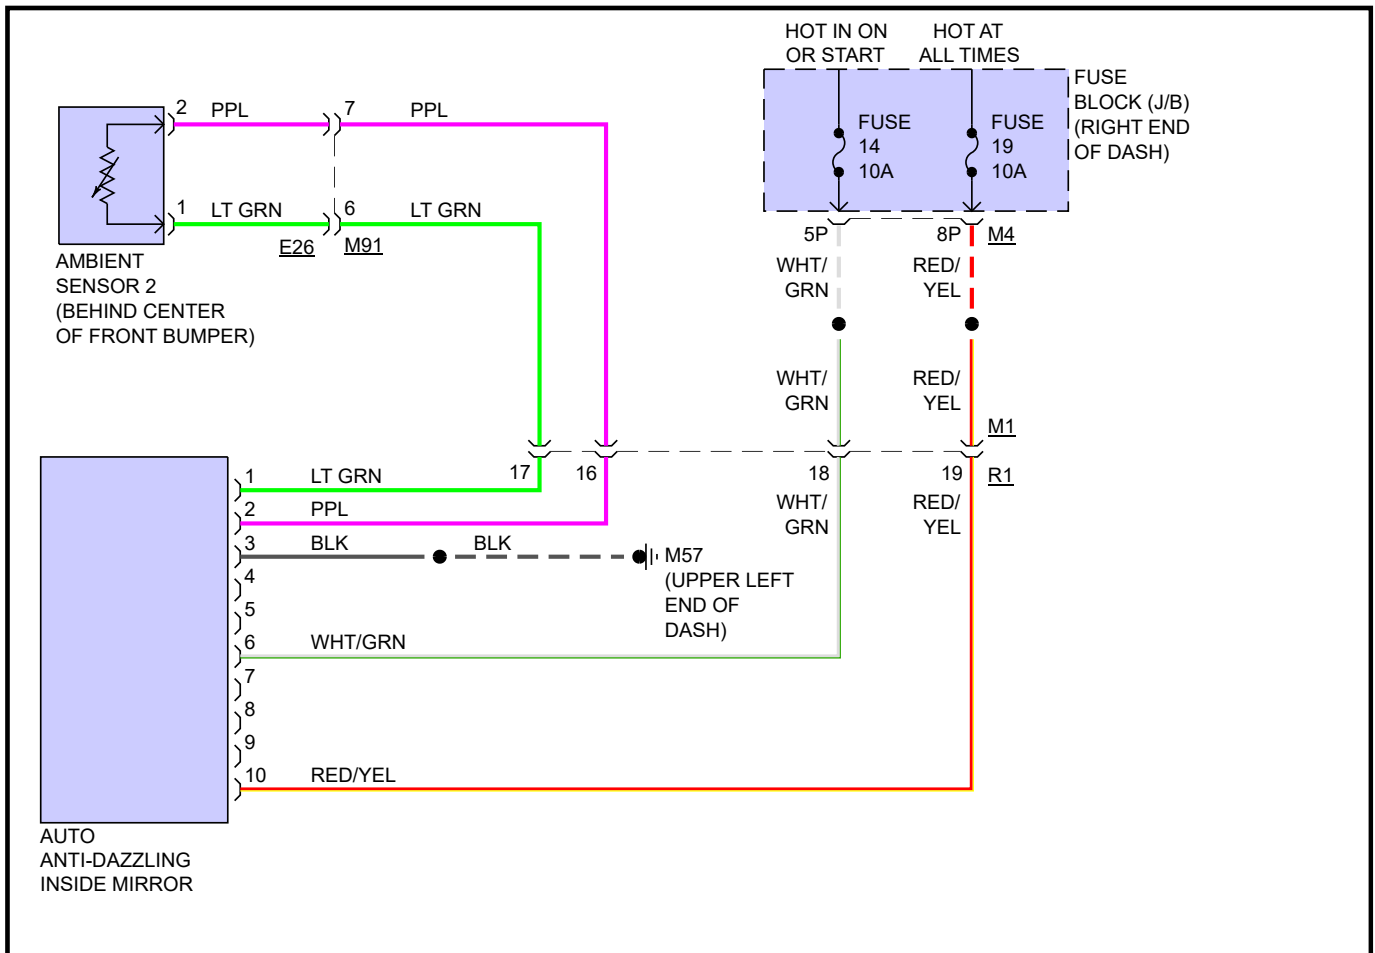 HOT IN ON
OR START
HOT AT
ALL TIMES
FUSE
BLOCK (J/B)
(RIGHT END
OF DASH)
FUSE
14
10A
FUSE
19
10A
2
PPL
7
PPL
1
LT GRN
6
LT GRN
E26
M91
AMBIENT
SENSOR 2
(BEHIND CENTER
OF FRONT BUMPER)
5P
8P
M4
WHT/
GRN
RED/
YEL
WHT/
GRN
RED/
YEL
M1
17
16
18
19
R1
WHT/
GRN
RED/
YEL
1
LT GRN
2
PPL
3
BLK
BLK
M57
(UPPER LEFT
END OF
DASH)
4
5
6
WHT/GRN
7
8
9
10
RED/YEL
AUTO
ANTI-DAZZLING
INSIDE MIRROR